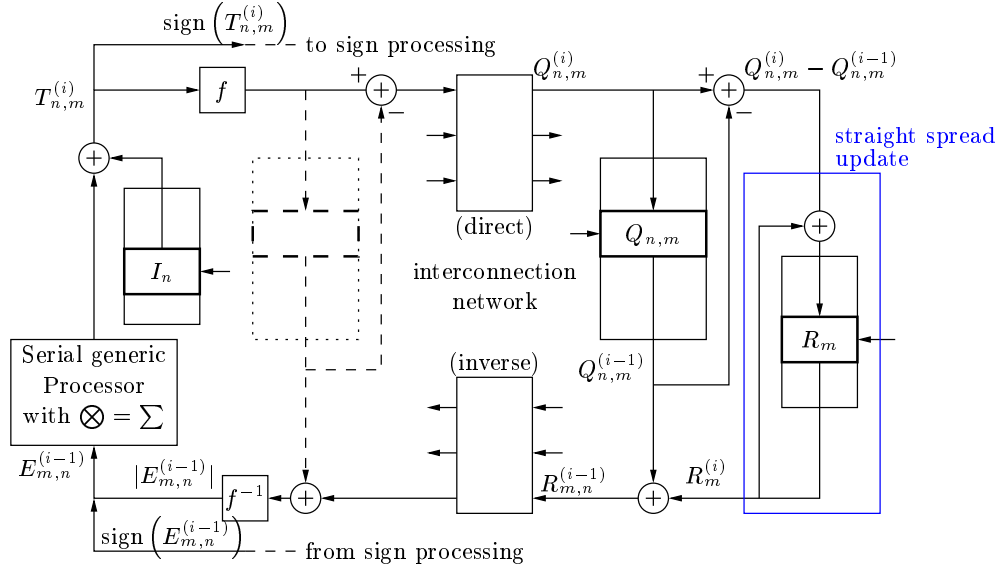 sign (T_{n,m}^{(i)})
to sign processing
T_{n,m}^{(i)}
f
+
+
−
Q_{n,m}^{(i)}
+
+
−
Q_{n,m}^{(i)} − Q_{n,m}^{(i−1)}
straight spread
update
+
(direct)
Q_{n,m}
+
I_n
interconnection
network
R_m
Serial generic
Processor
with ⊗ = ∑
(inverse)
Q_{n,m}^{(i−1)}
E_{m,n}^{(i−1)}
|E_{m,n}^{(i−1)}|
f^{−1}
+
R_{m,n}^{(i−1)}
+
R_m^{(i)}
sign (E_{m,n}^{(i−1)})
from sign processing